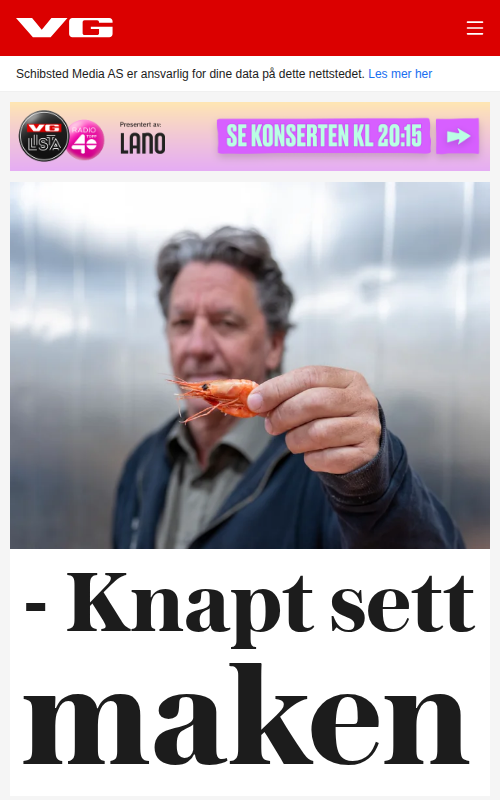 VG
Schibsted Media AS er ansvarlig for dine data på dette nettstedet. Les mer her
VG
LISTA
RADIO
TOPP
40
Presentert av:
LANO
SE KONSERTEN KL 20:15
- Knapt sett
maken